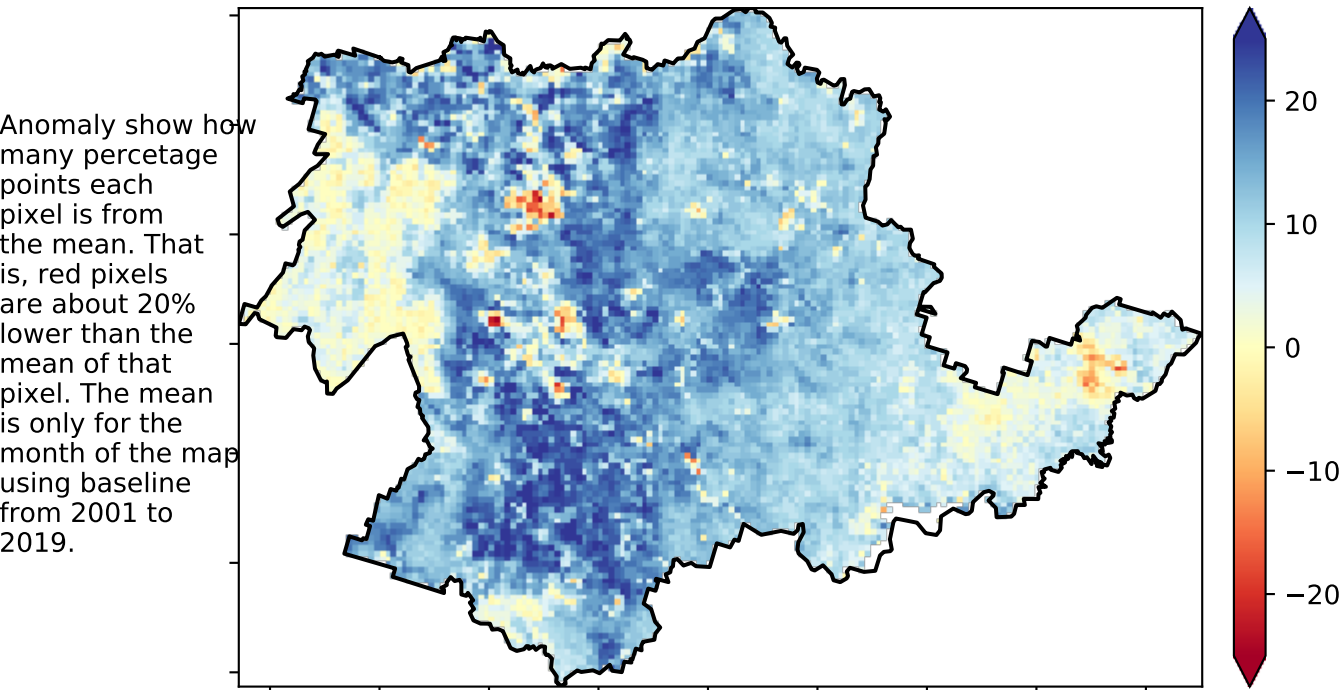 Anomaly show how
many percetage
points each
pixel is from
the mean. That
is, red pixels
are about 20%
lower than the
mean of that
pixel. The mean
is only for the
month of the map
using baseline
from 2001 to
2019.
20
10
0
−10
−20